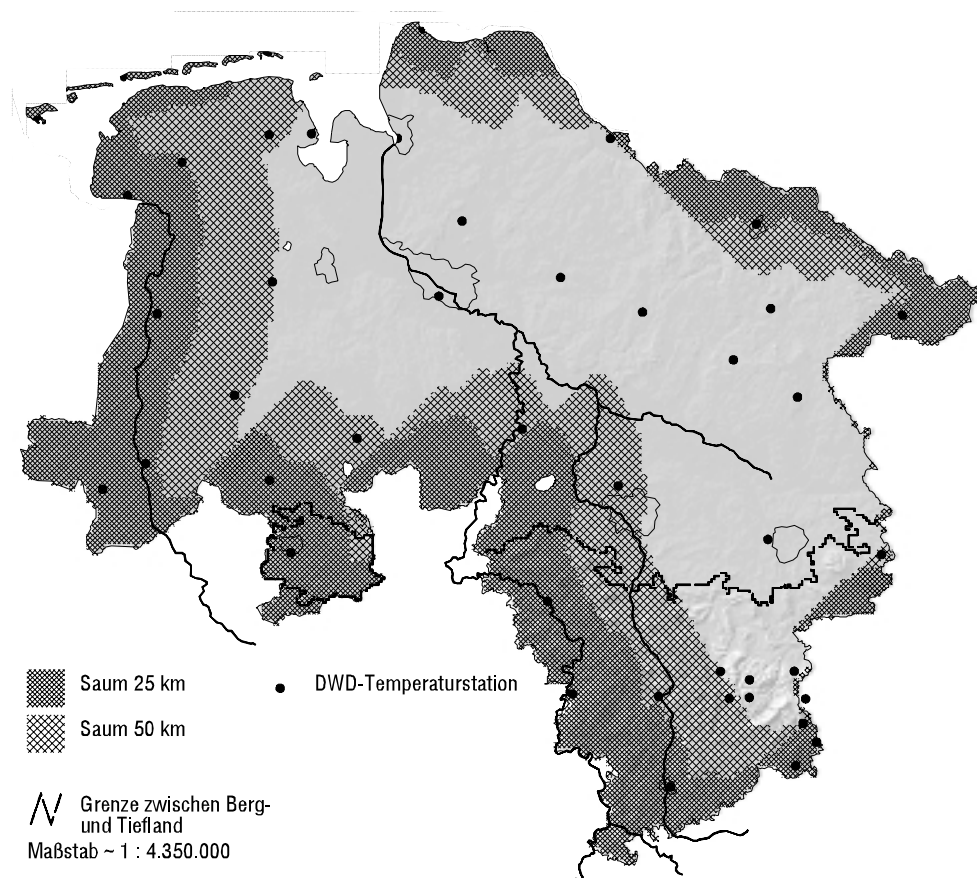 Saum 25 km
DWD-Temperaturstation
Saum 50 km
Grenze zwischen Berg-
und Tiefland
Maßstab ~ 1 : 4.350.000